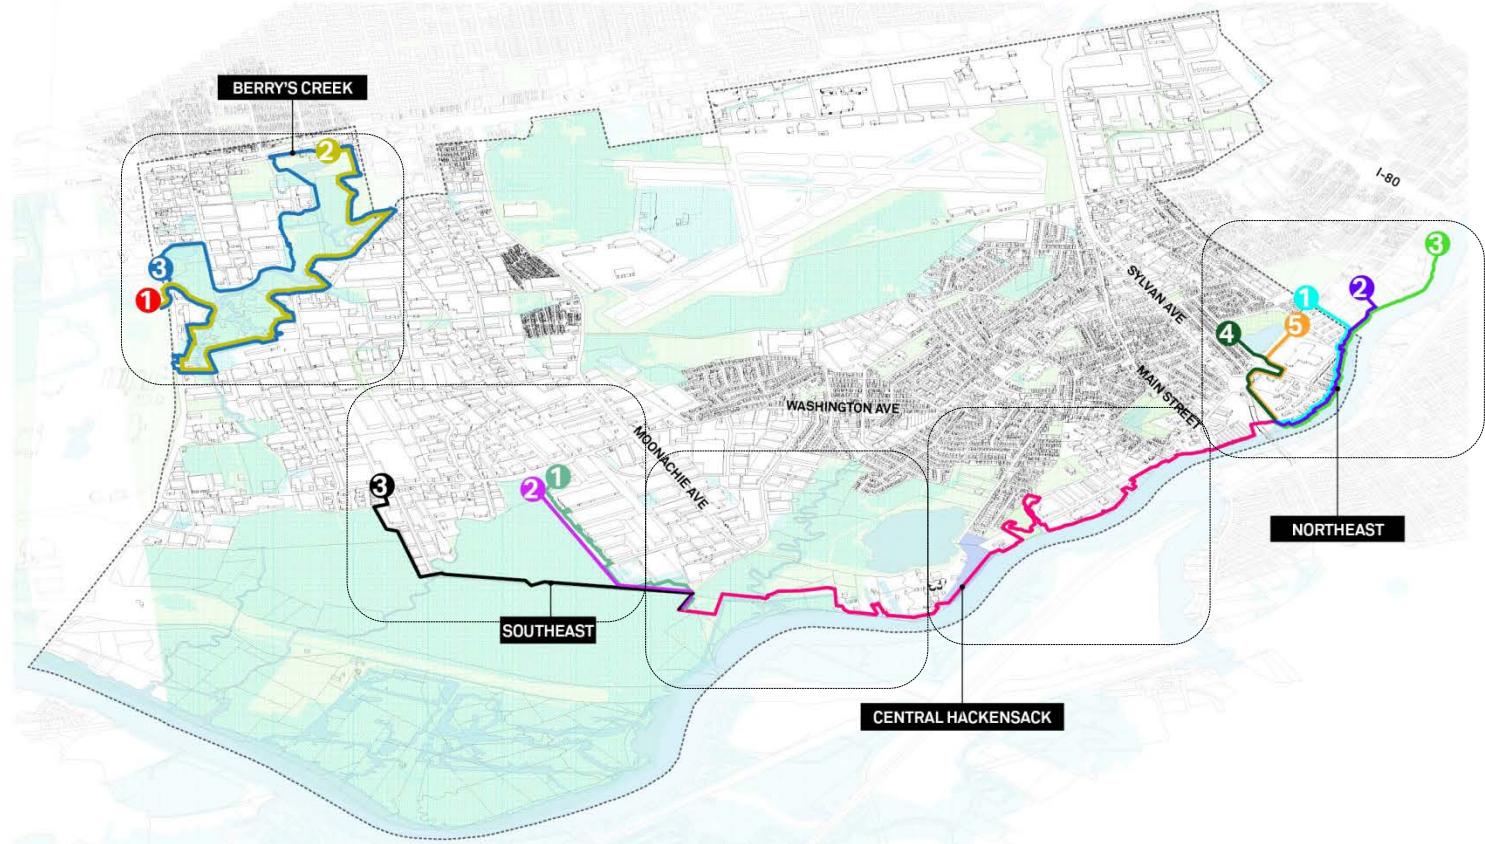 BERRY'S CREEK
2
I-80
3
3
1
SYLVAN AVE
1
2
5
4
MAIN STREET
WASHINGTON AVE
MOONACHIE AVE
3
2
1
NORTHEAST
SOUTHEAST
CENTRAL HACKENSACK